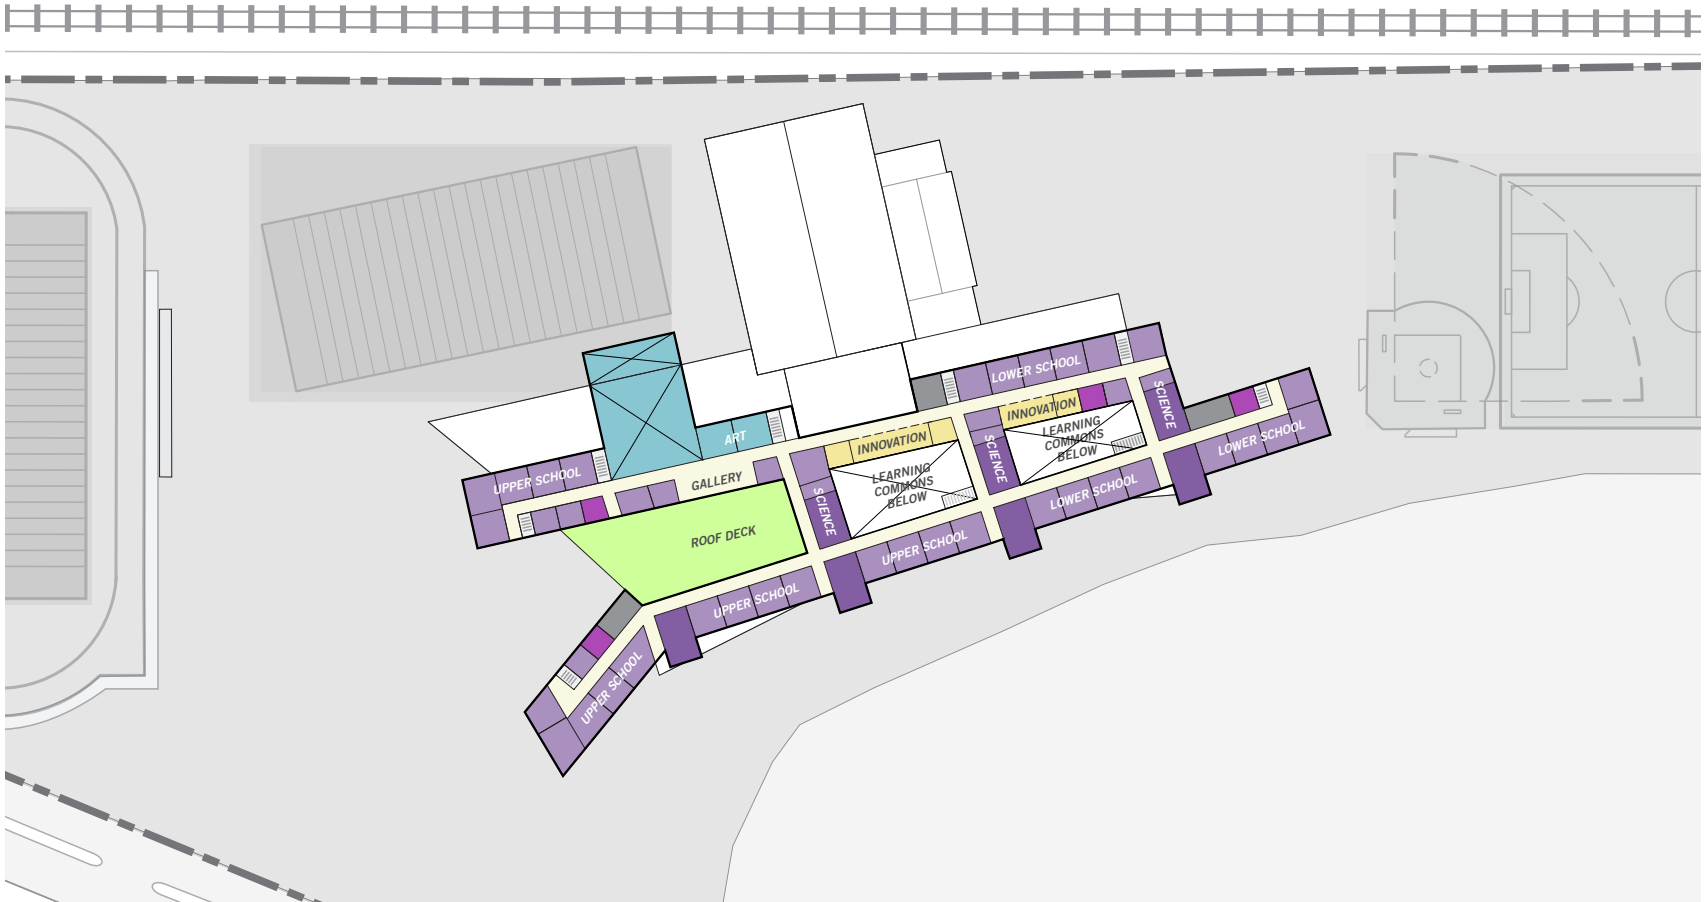 LOWER SCHOOL
INNOVATION
SCIENCE
ART
INNOVATION
LEARNING
COMMONS
BELOW
LOWER SCHOOL
UPPER SCHOOL
GALLERY
LEARNING
COMMONS
BELOW
SCIENCE
LOWER SCHOOL
SCIENCE
ROOF DECK
UPPER SCHOOL
UPPER SCHOOL
UPPER SCHOOL